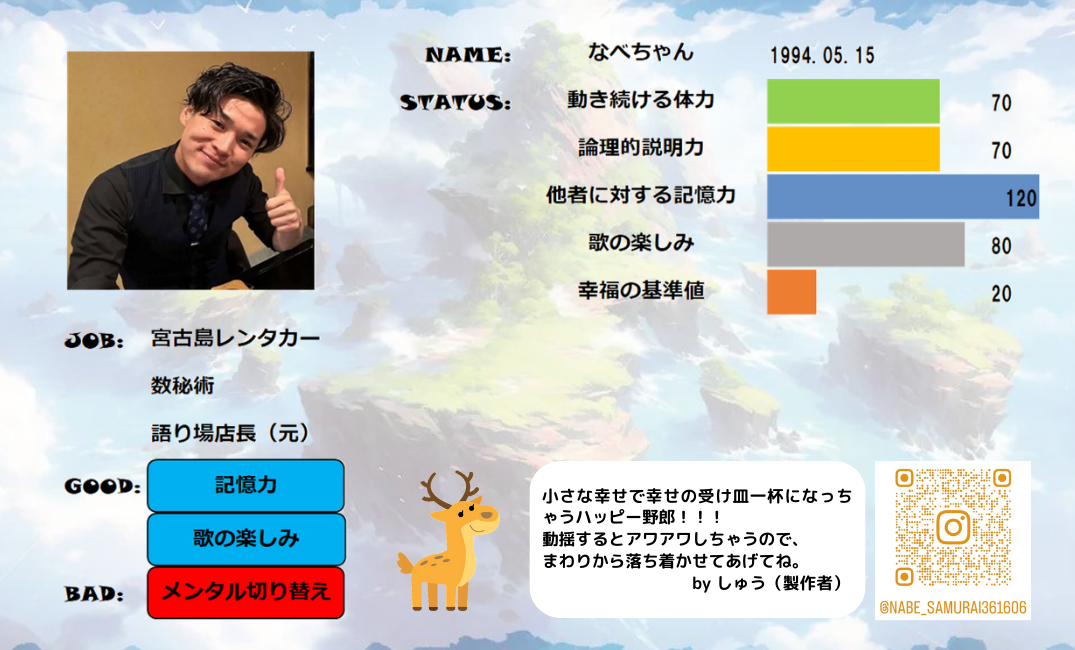 NAME: なべちゃん 1994.05.15
STATUS: 動き続ける体力 70
論理的説明力 70
他者に対する記憶力 120
歌の楽しみ 80
幸福の基準値 20
JOB: 宮古島レンタカー
数秘術
語り場店長（元）
GOOD: 記憶力
歌の楽しみ
BAD: メンタル切り替え
小さな幸せで幸せの受け皿一杯になっち
ゃうハッピー野郎！！！
動揺するとアワアワしちゃうので、
まわりから落ち着かせてあげてね。
by しゅう（製作者）
@NABE_SAMURAI361606